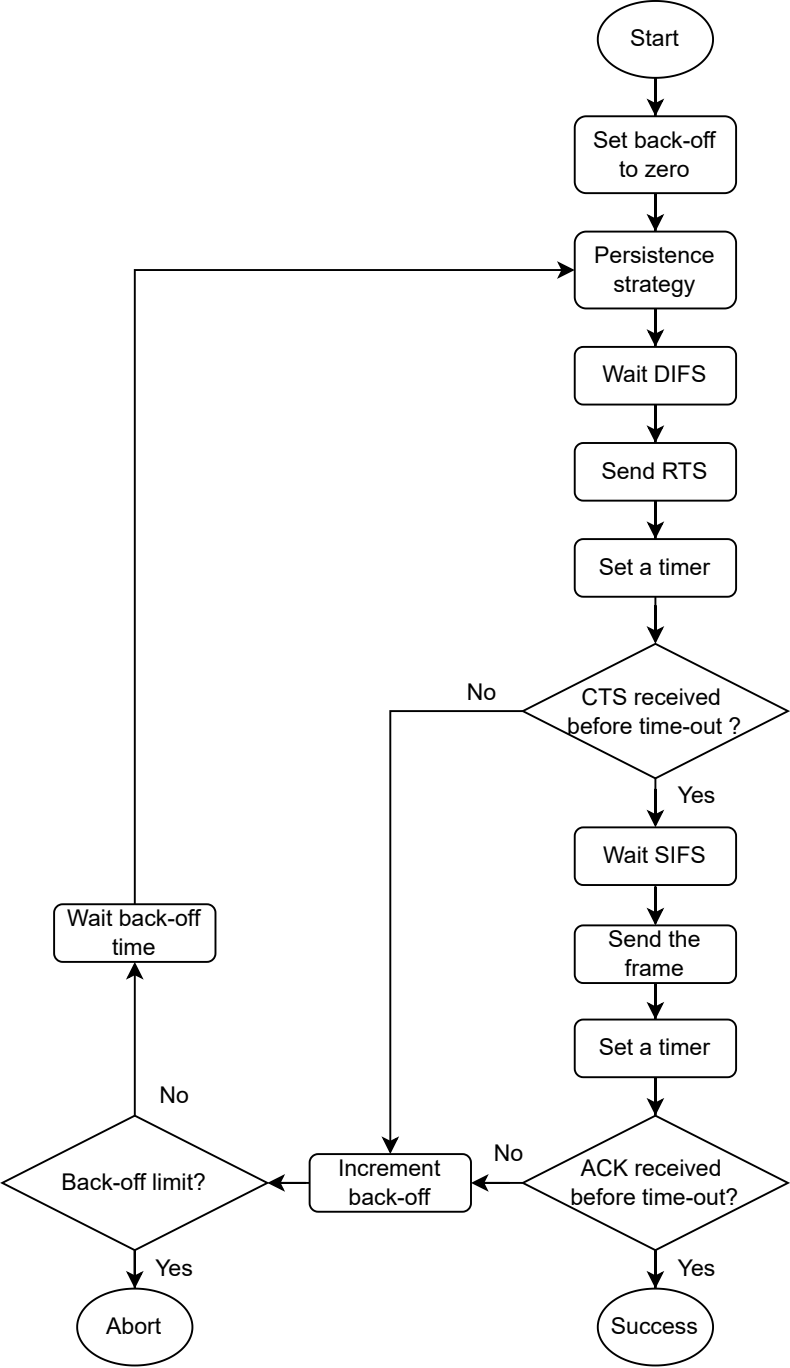 Start
Set back-off
to zero
Persistence
strategy
Wait DIFS
Send RTS
Set a timer
No
CTS received
before time-out ?
Yes
Wait SIFS
Wait back-off
time
Send the
frame
Set a timer
No
No
Back-off limit?
Increment
back-off
ACK received
before time-out?
Yes
Yes
Abort
Success